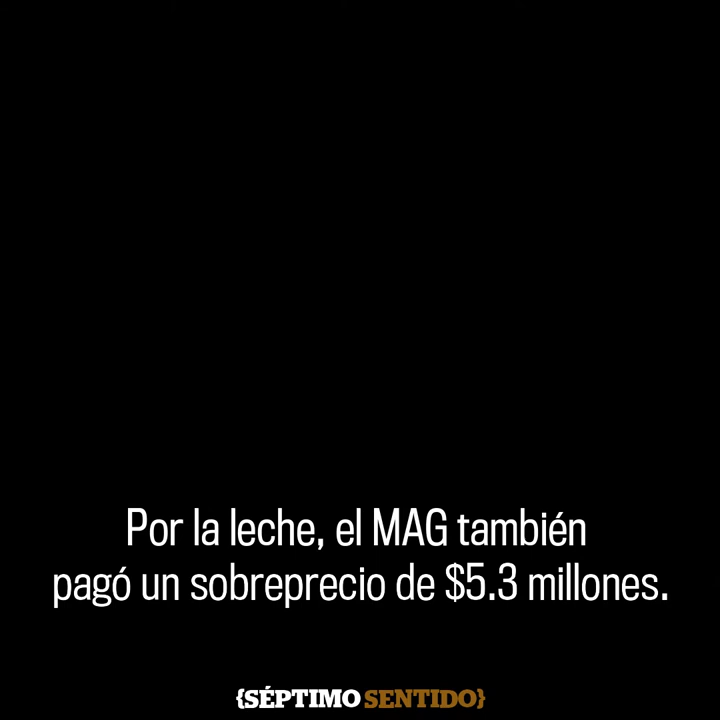 Por la leche, el MAG también
pagó un sobreprecio de $5.3 millones.
{SÉPTIMO SENTIDO}